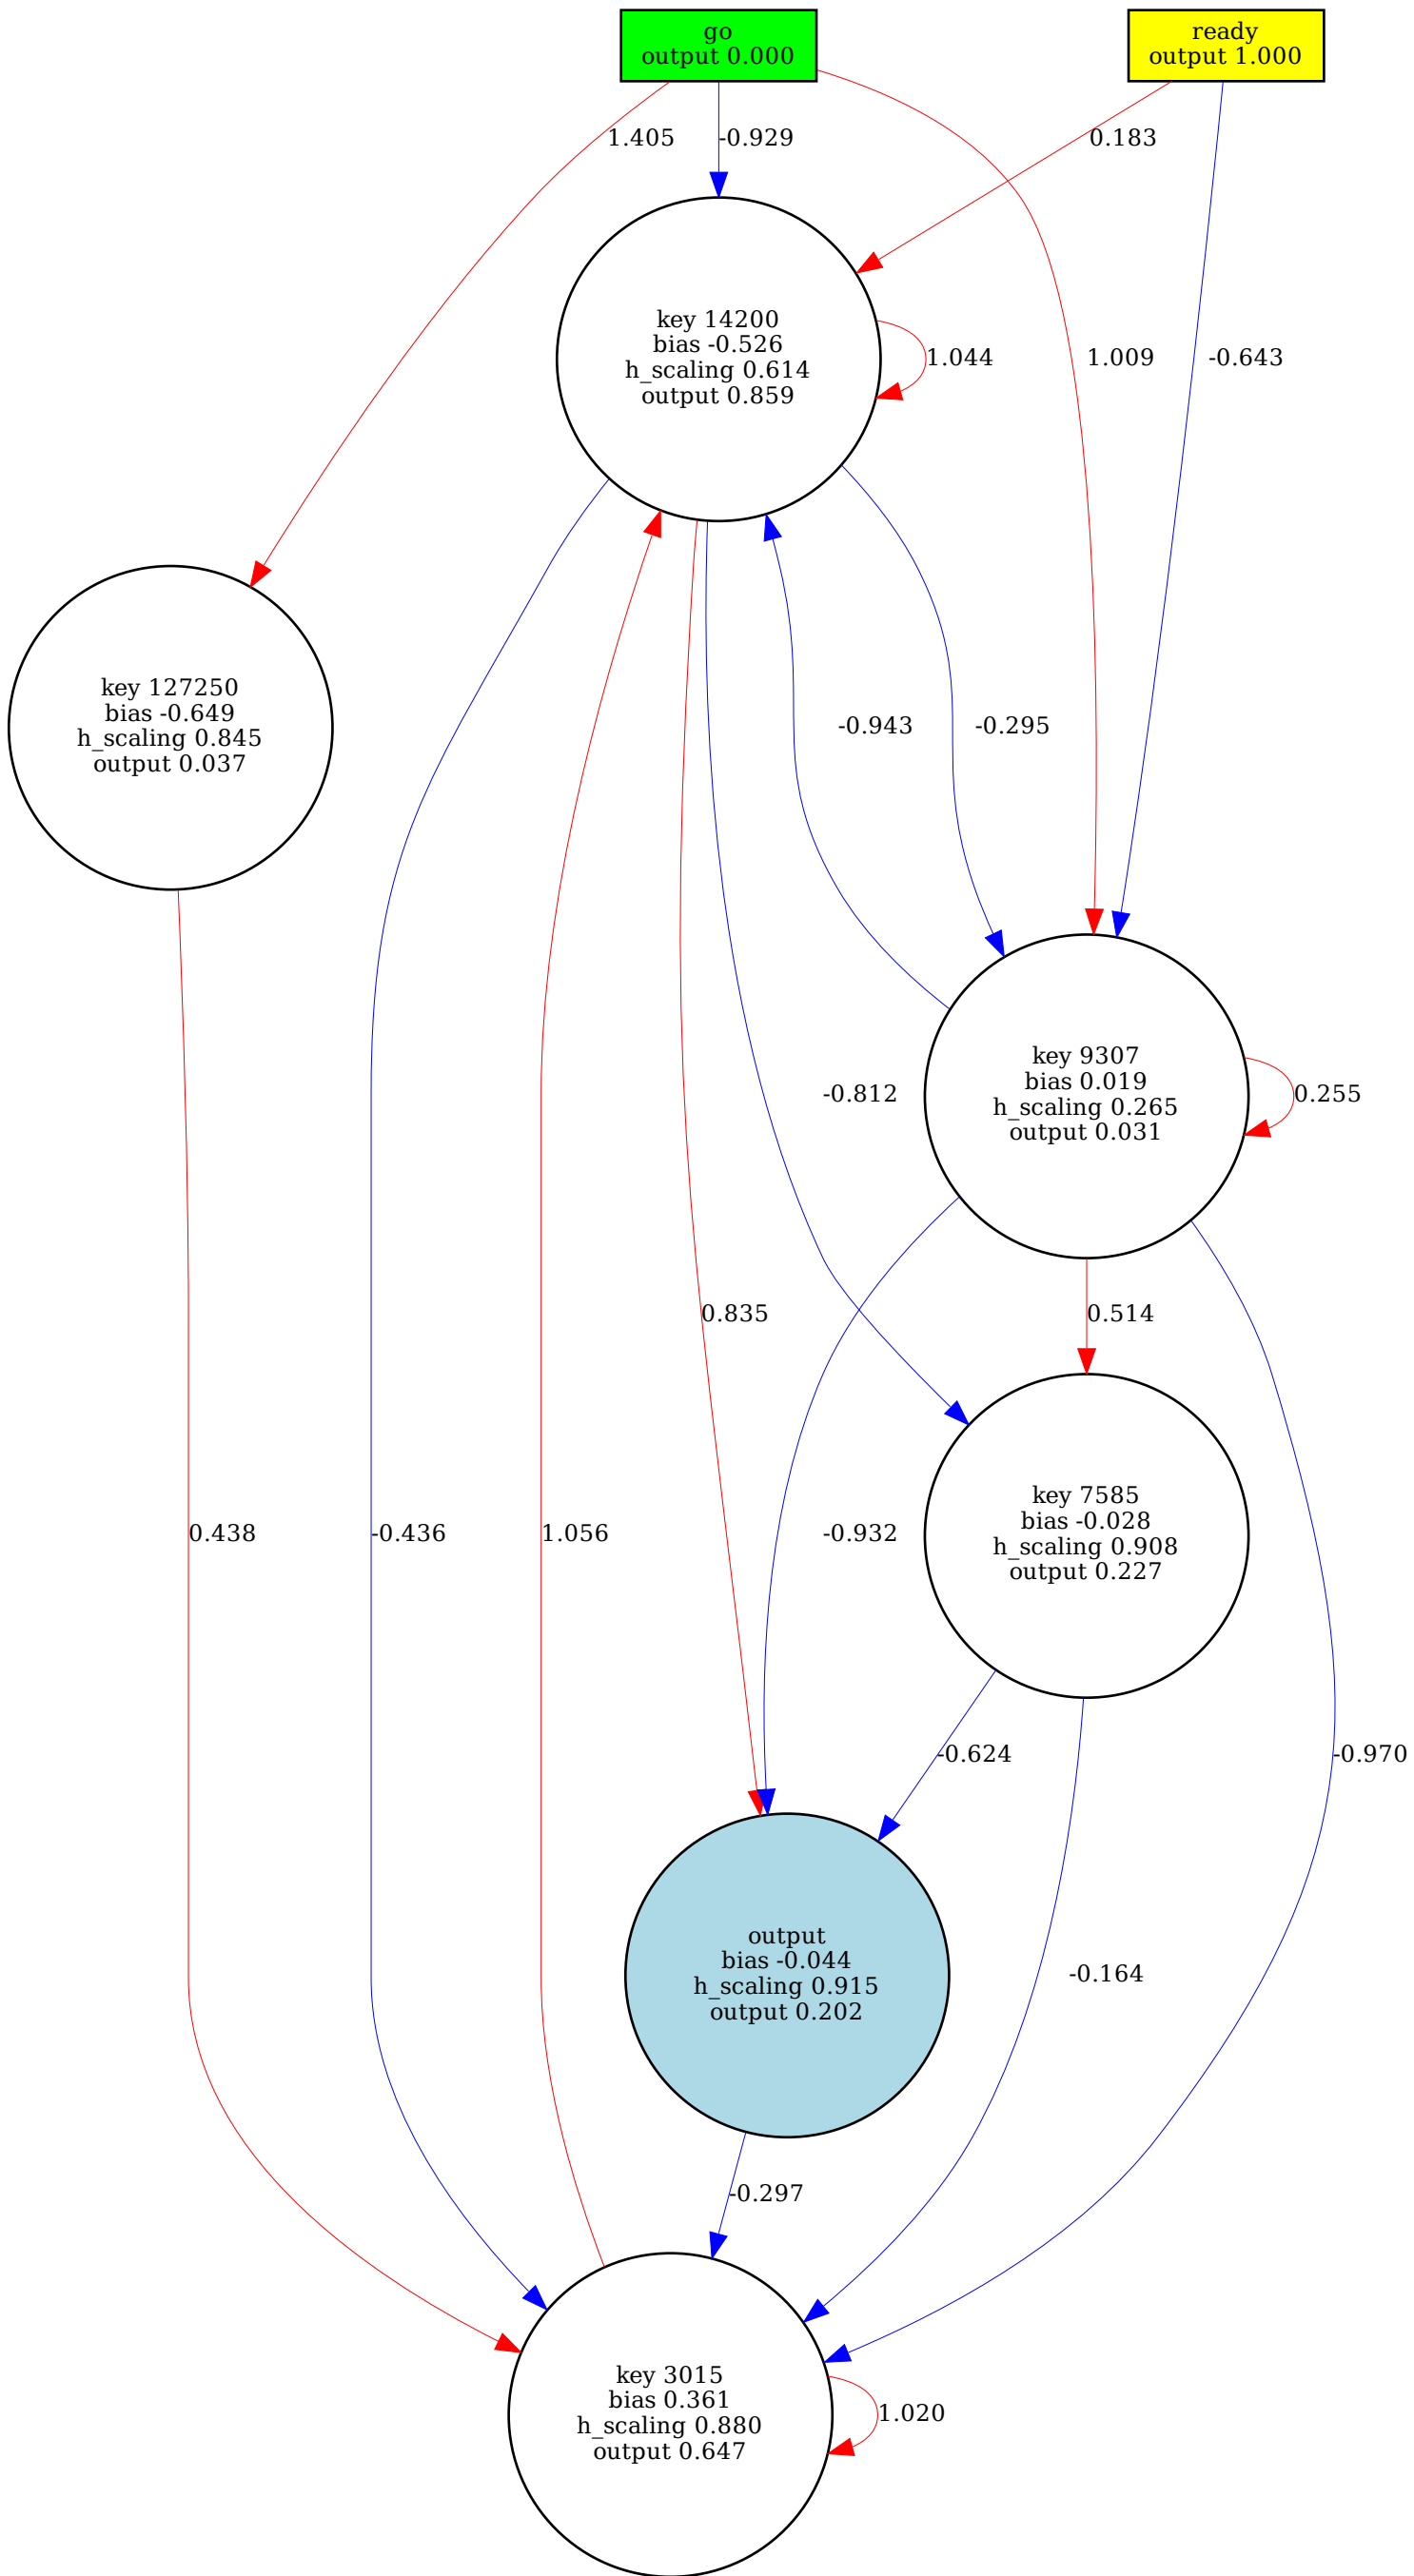 go
output 0.000
ready
output 1.000
1.405
-0.929
0.183
key 14200
bias -0.526
h_scaling 0.614
output 0.859
1.044
1.009
-0.643
key 127250
bias -0.649
h_scaling 0.845
output 0.037
-0.943
-0.295
key 9307
bias 0.019
h_scaling 0.265
output 0.031
-0.812
0.255
0.835
0.514
key 7585
bias -0.028
h_scaling 0.908
output 0.227
0.438
-0.436
1.056
-0.932
-0.624
-0.970
output
bias -0.044
h_scaling 0.915
output 0.202
-0.164
-0.297
key 3015
bias 0.361
h_scaling 0.880
output 0.647
1.020